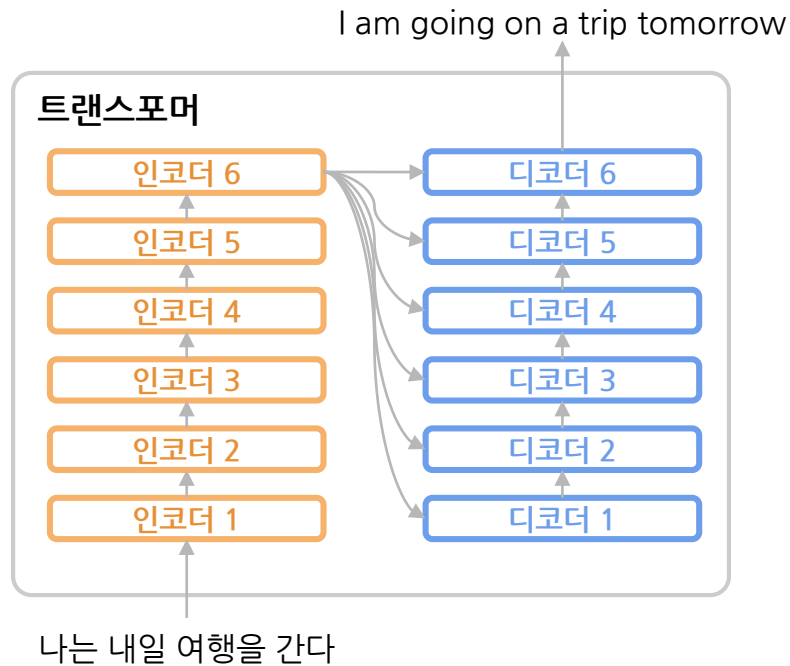 I am going on a trip tomorrow
트랜스포머
인코더 6
디코더 6
인코더 5
디코더 5
인코더 4
디코더 4
인코더 3
디코더 3
인코더 2
디코더 2
인코더 1
디코더 1
나는 내일 여행을 간다